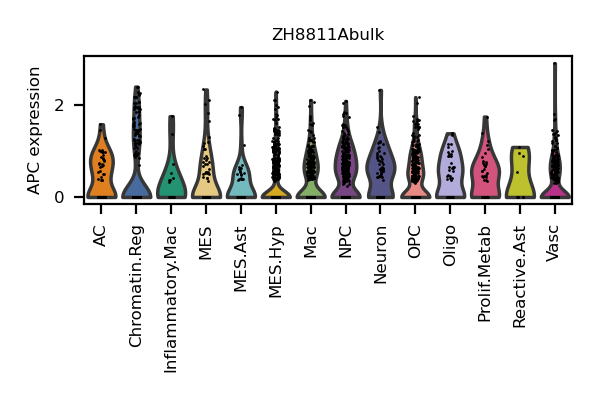 ZH8811Abulk
APC expression
2
0
AC
Chromatin.Reg
Inflammatory.Mac
MES
MES.Ast
MES.Hyp
Mac
NPC
Neuron
OPC
Oligo
Prolif.Metab
Reactive.Ast
Vasc